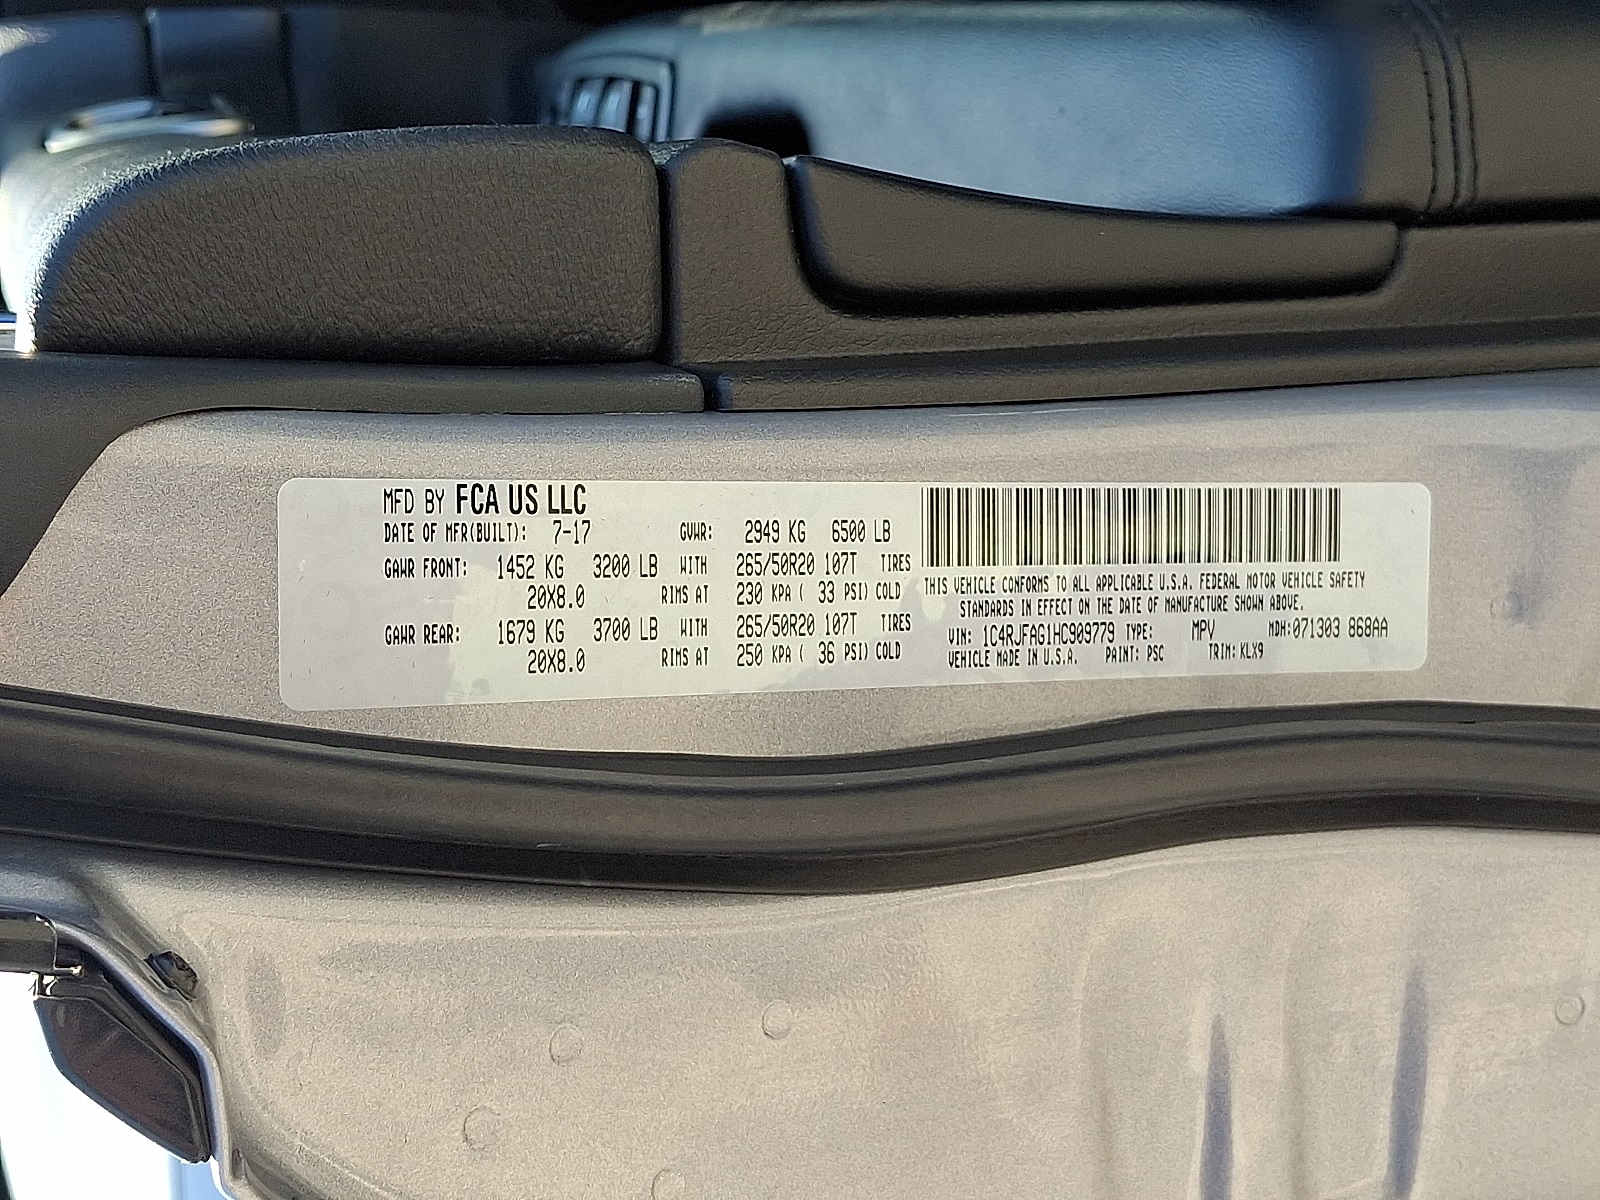 MFD BY FCA US LLC
DATE OF MFR(BUILT): 7-17 GVWR: 2949 KG 6500 LB
GAWR FRONT: 1452 KG 3200 LB WITH 265/50R20 107T TIRES
20X8.0 RIMS AT 230 KPA ( 33 PSI) COLD
GAWR REAR: 1679 KG 3700 LB WITH 265/50R20 107T TIRES
20X8.0 RIMS AT 250 KPA ( 36 PSI) COLD
THIS VEHICLE CONFORMS TO ALL APPLICABLE U.S.A. FEDERAL MOTOR VEHICLE SAFETY
STANDARDS IN EFFECT ON THE DATE OF MANUFACTURE SHOWN ABOVE.
VIN: 1C4RJFAG1HC909779 TYPE: MPV MDH:071303 868AA
VEHICLE MADE IN U.S.A. PAINT: PSC TRIM: KLX9